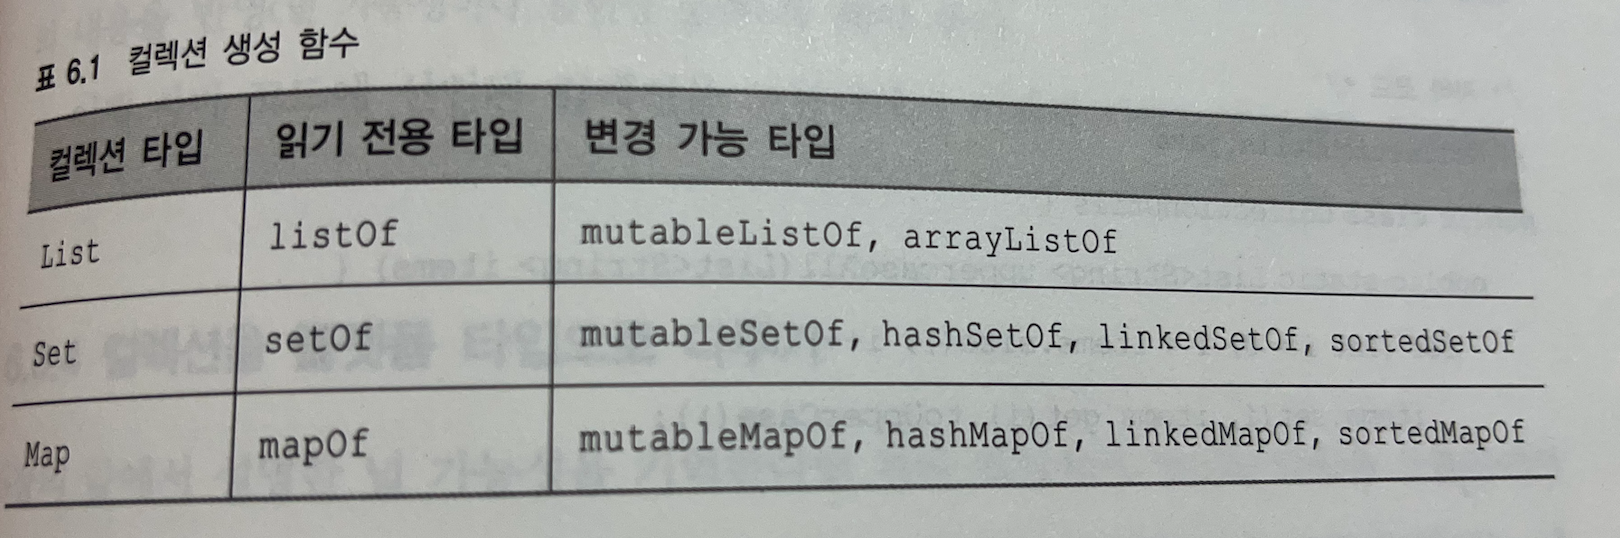 표 6.1 컬렉션 생성 함수
컬렉션 타입 읽기 전용 타입 변경 가능 타입
List listOf mutableListOf, arrayListOf
Set setOf mutableSetOf, hashSetOf, linkedSetOf, sortedSetOf
Map mapOf mutableMapOf, hashMapOf, linkedMapOf, sortedMapOf